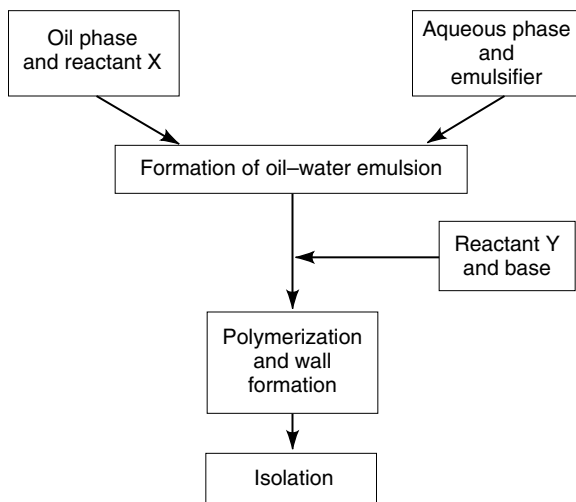 Oil phase
and reactant X
Aqueous phase
and
emulsifier
Formation of oil–water emulsion
Reactant Y
and base
Polymerization
and wall
formation
Isolation